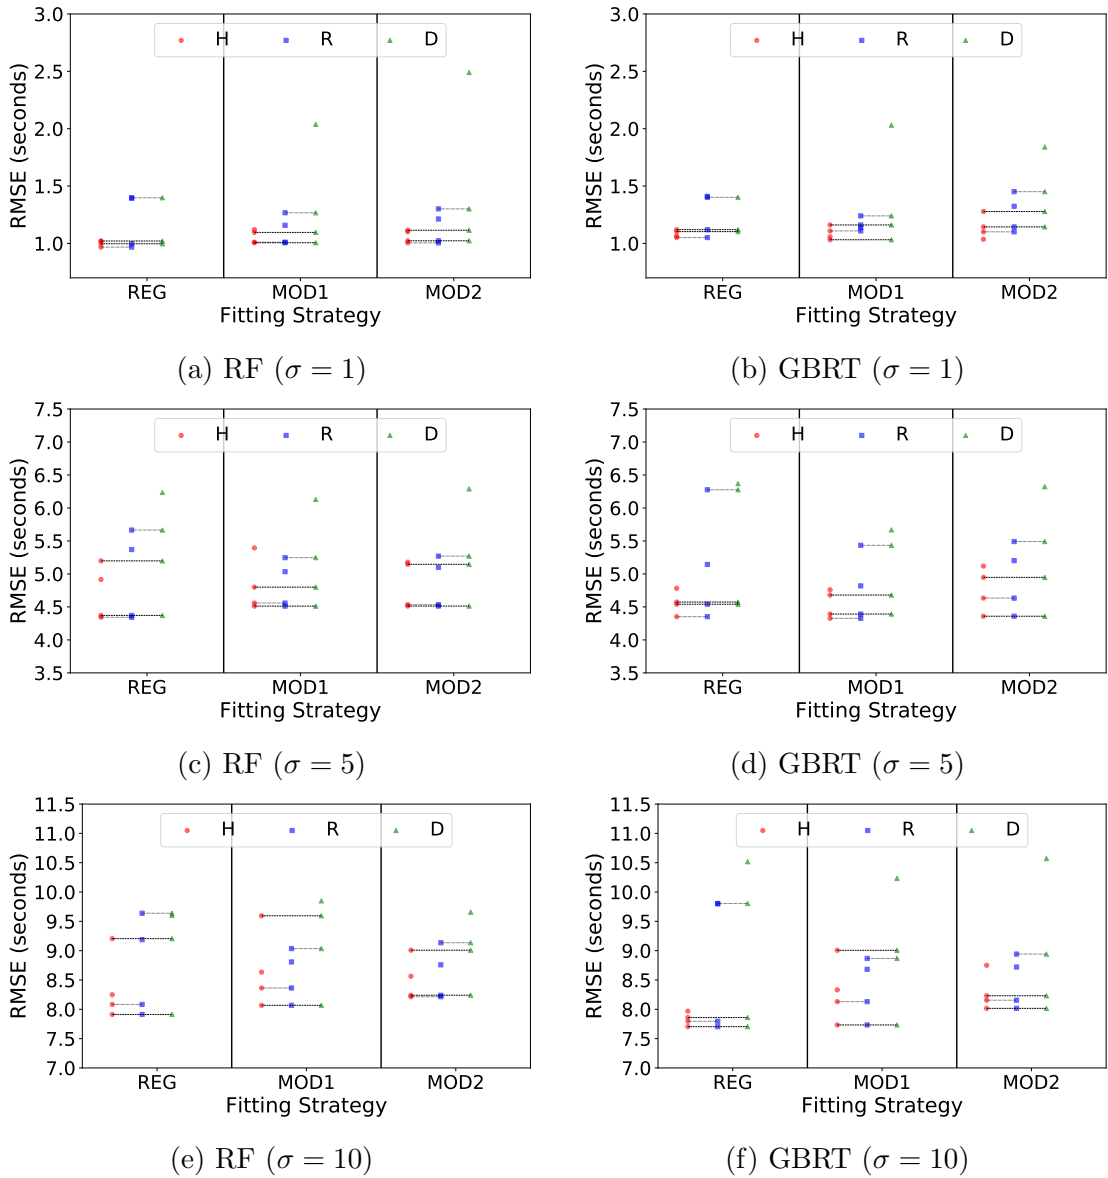 3.0
2.5
2.0
1.5
1.0
RMSE (seconds)
H R D
REG MOD1 MOD2
Fitting Strategy
(a) RF (σ = 1)
3.0
2.5
2.0
1.5
1.0
RMSE (seconds)
H R D
REG MOD1 MOD2
Fitting Strategy
(b) GBRT (σ = 1)
7.5
7.0
6.5
6.0
5.5
5.0
4.5
4.0
3.5
RMSE (seconds)
H R D
REG MOD1 MOD2
Fitting Strategy
(c) RF (σ = 5)
7.5
7.0
6.5
6.0
5.5
5.0
4.5
4.0
3.5
RMSE (seconds)
H R D
REG MOD1 MOD2
Fitting Strategy
(d) GBRT (σ = 5)
11.5
11.0
10.5
10.0
9.5
9.0
8.5
8.0
7.5
7.0
RMSE (seconds)
H R D
REG MOD1 MOD2
Fitting Strategy
(e) RF (σ = 10)
11.5
11.0
10.5
10.0
9.5
9.0
8.5
8.0
7.5
7.0
RMSE (seconds)
H R D
REG MOD1 MOD2
Fitting Strategy
(f) GBRT (σ = 10)